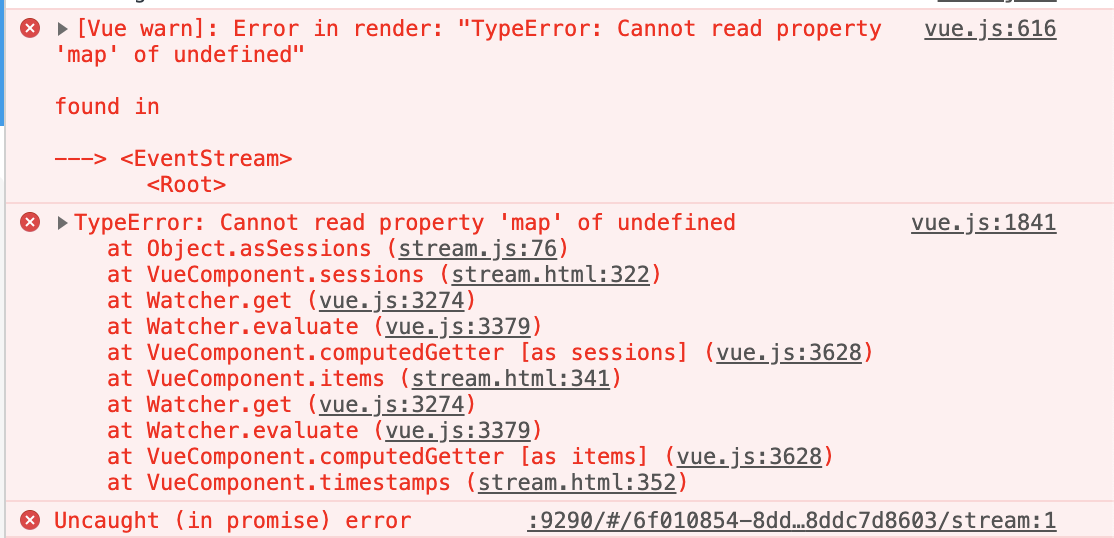 [Vue warn]: Error in render: "TypeError: Cannot read property vue.js:616
'map' of undefined"
found in
---> <EventStream>
<Root>
TypeError: Cannot read property 'map' of undefined vue.js:1841
at Object.asSessions (stream.js:76)
at VueComponent.sessions (stream.html:322)
at Watcher.get (vue.js:3274)
at Watcher.evaluate (vue.js:3379)
at VueComponent.computedGetter [as sessions] (vue.js:3628)
at VueComponent.items (stream.html:341)
at Watcher.get (vue.js:3274)
at Watcher.evaluate (vue.js:3379)
at VueComponent.computedGetter [as items] (vue.js:3628)
at VueComponent.timestamps (stream.html:352)
Uncaught (in promise) error :9290/#/6f010854-8dd…8ddc7d8603/stream:1